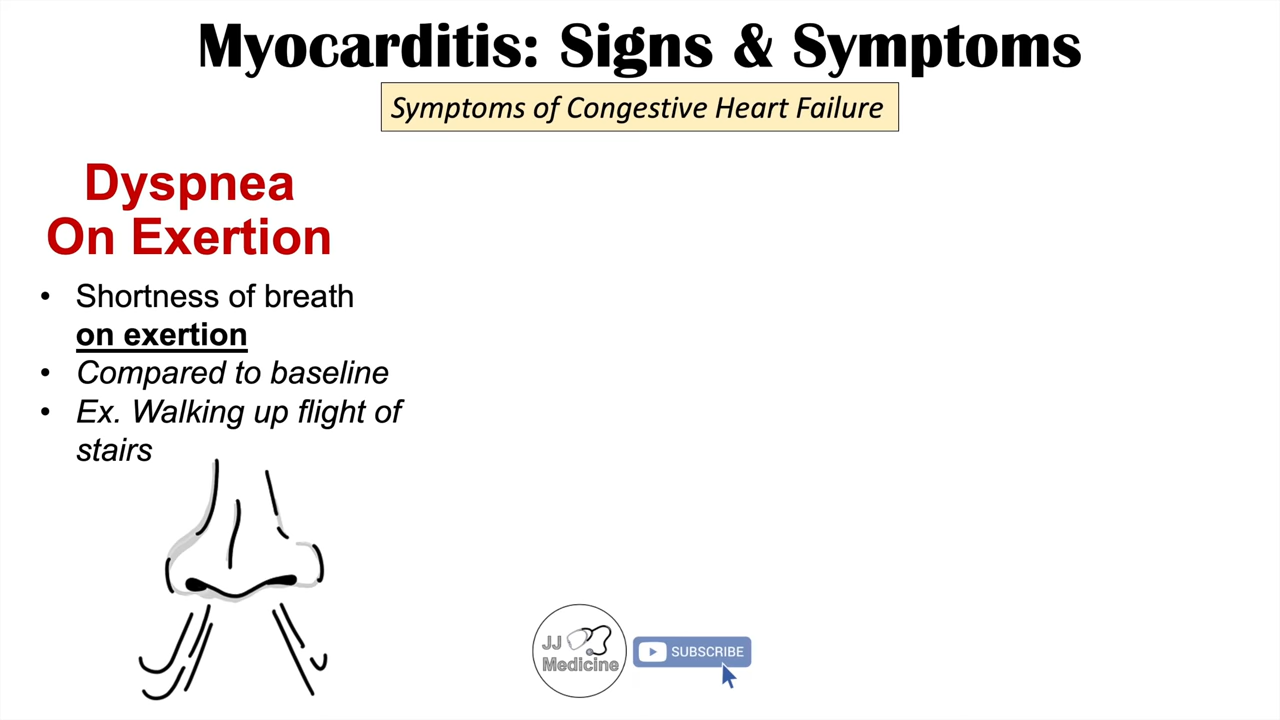 Myocarditis: Signs & Symptoms
Symptoms of Congestive Heart Failure
Dyspnea
On Exertion
• Shortness of breath
on exertion
• Compared to baseline
• Ex. Walking up flight of
stairs
JJ
Medicine
SUBSCRIBE